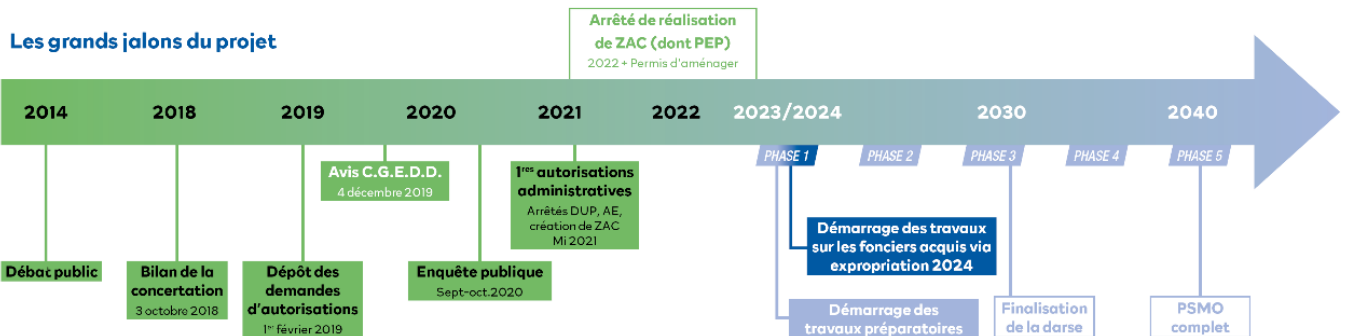 Arrêté de réalisation
de ZAC (dont PEP)
2022 + Permis d'aménager
Les grands jalons du projet
2014 2018 2019 2020 2021 2022 2023/2024 2030 2040
PHASE 1 PHASE 2 PHASE 3 PHASE 4 PHASE 5
Avis C.G.E.D.D.
4 décembre 2019
1res autorisations
administratives
Arrêtés DUP, AE,
création de ZAC
Mi 2021
Démarrage des travaux
sur les fonciers acquis via
expropriation 2024
Débat public
Bilan de la
concertation
3 octobre 2018
Dépôt des
demandes
d'autorisations
1er février 2019
Enquête publique
Sept-oct.2020
Démarrage des
travaux préparatoires
Finalisation
de la darse
PSMO
complet